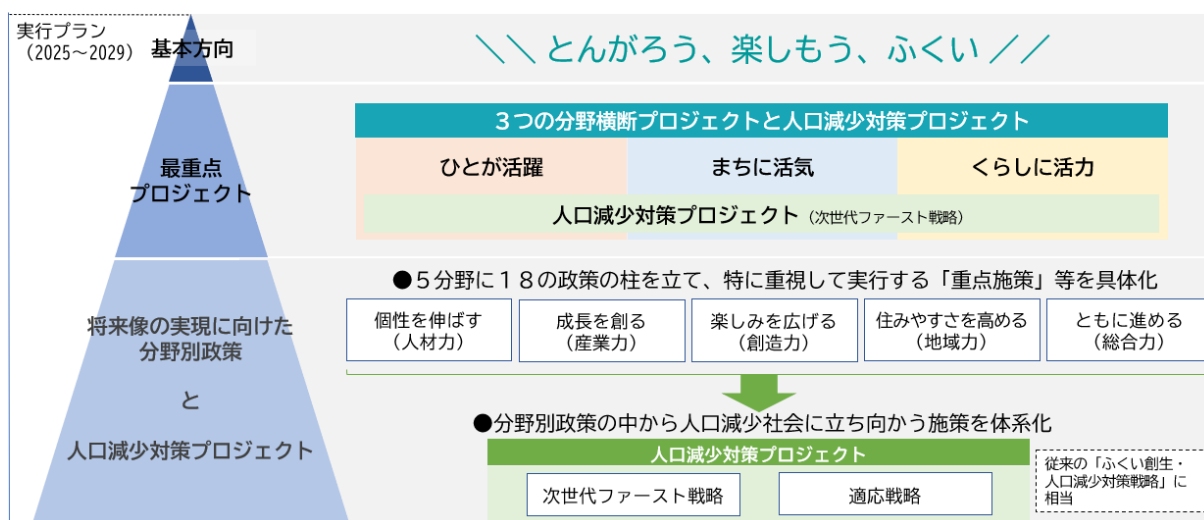 実行プラン
（2025～2029）
基本方向
＼＼ とんがろう、楽しもう、ふくい ／／
最重点
プロジェクト
３つの分野横断プロジェクトと人口減少対策プロジェクト
ひとが活躍
まちに活気
くらしに活力
人口減少対策プロジェクト（次世代ファースト戦略）
将来像の実現に向けた
分野別政策
と
人口減少対策プロジェクト
●５分野に１８の政策の柱を立て、特に重視して実行する「重点施策」等を具体化
個性を伸ばす
（人材力）
成長を創る
（産業力）
楽しみを広げる
（創造力）
住みやすさを高める
（地域力）
ともに進める
（総合力）
●分野別政策の中から人口減少社会に立ち向かう施策を体系化
人口減少対策プロジェクト
次世代ファースト戦略
適応戦略
従来の「ふくい創生・
人口減少対策戦略」に
相当